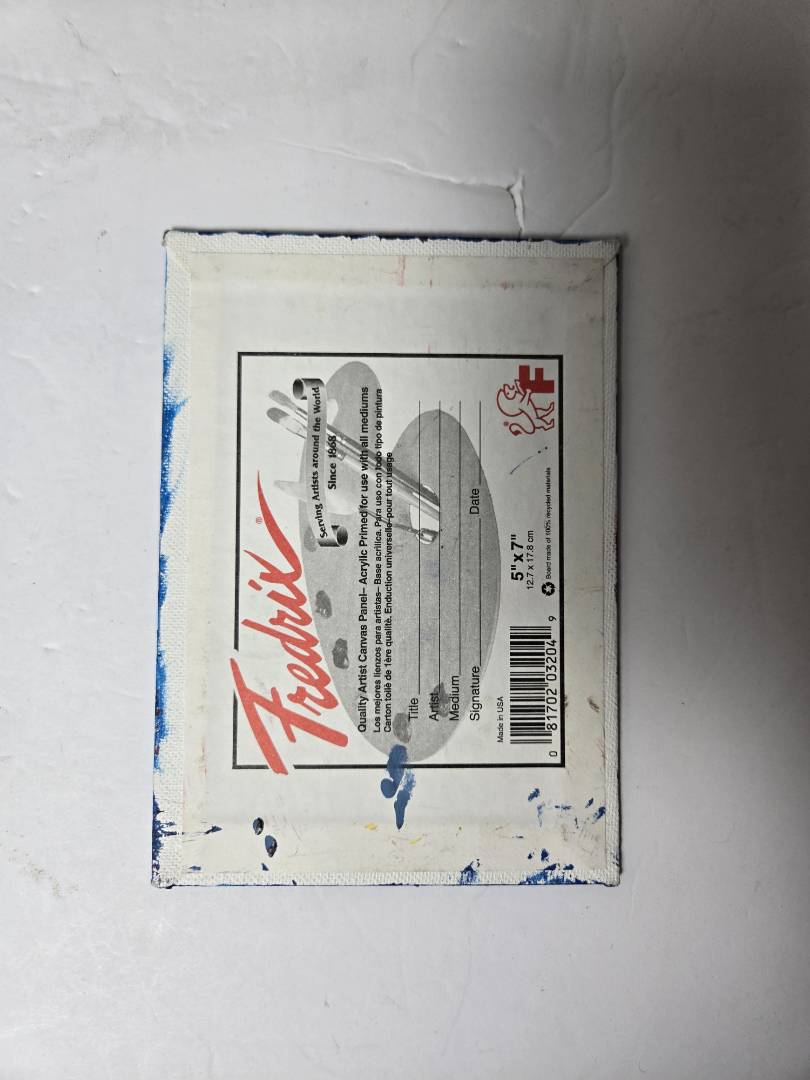 Fredrix®
Serving Artists around the World
Since 1868
Quality Artist Canvas Panel– Acrylic Primed for use with all mediums
Los mejores lienzos para artistas– Base acrílica. Para uso con todo tipo de pintura
Carton toilè de 1ère qualitè. Enduction universelle–pour tout usage
Title
Artist
Medium
Signature Date
Made in USA
5" x 7"
12.7 x 17.8 cm
Board made of 100% recycled materials
0 81702 03204 9
F